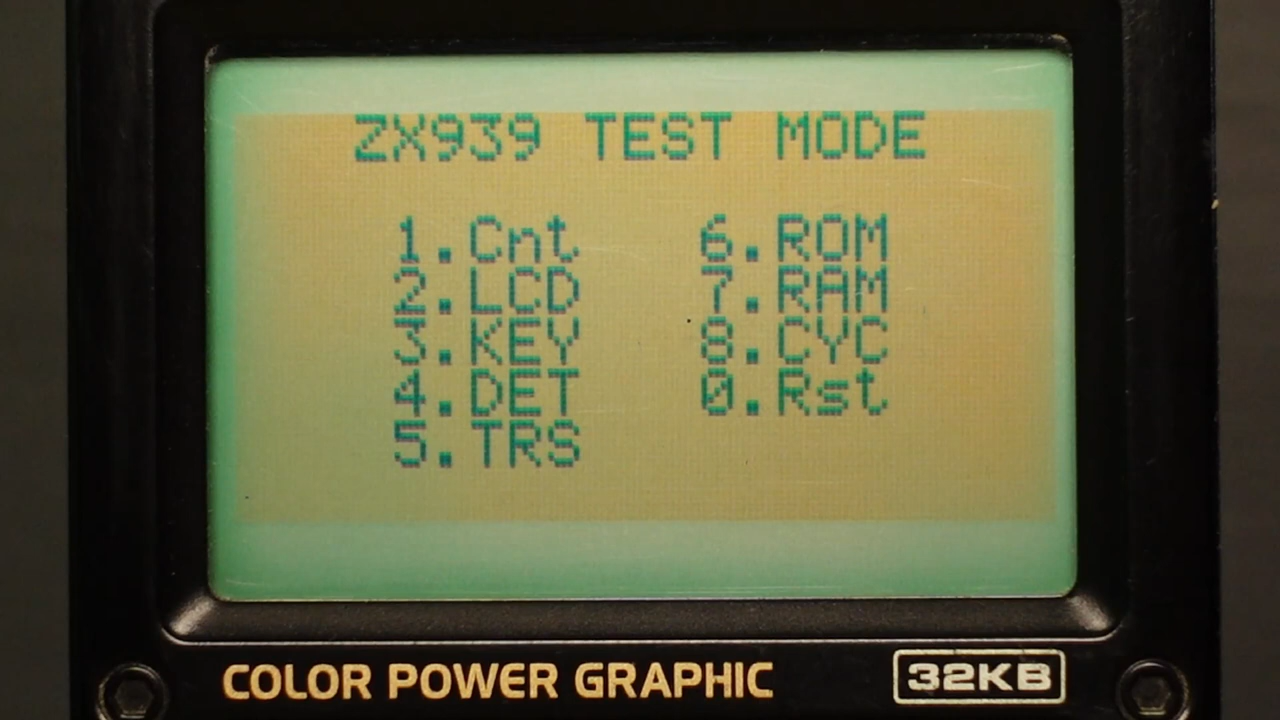 ZX939 TEST MODE
1.Cnt 6.ROM
2.LCD 7.RAM
3.KEY 8.CYC
4.DET 0.Rst
5.TRS
COLOR POWER GRAPHIC 32KB